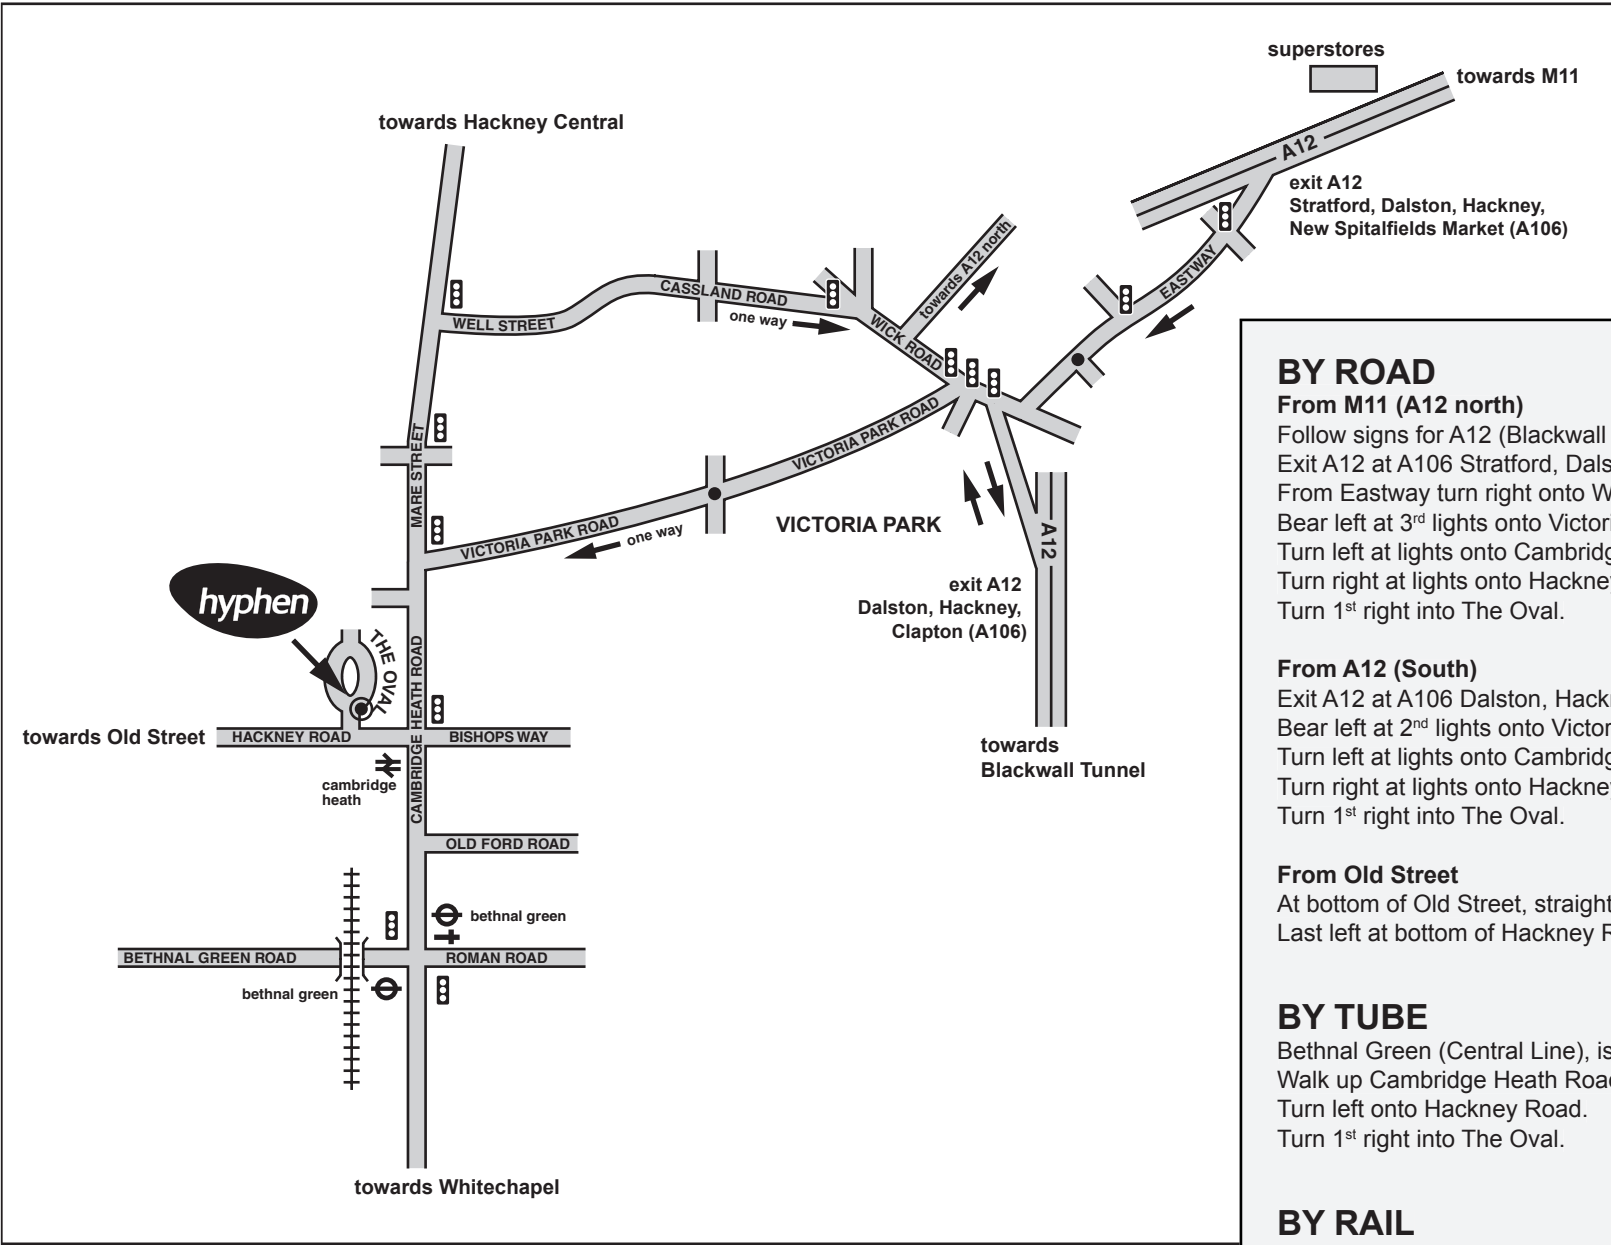 superstores
towards M11
A12
towards Hackney Central
exit A12
Stratford, Dalston, Hackney,
New Spitalfields Market (A106)
towards A12 north
EASTWAY
CASSLAND ROAD
one way
WELL STREET
WICK ROAD
VICTORIA PARK ROAD
MARE STREET
VICTORIA PARK ROAD
one way
VICTORIA PARK
A12
exit A12
Dalston, Hackney,
Clapton (A106)
hyphen
THE OVAL
CAMBRIDGE HEATH ROAD
towards Old Street
HACKNEY ROAD
BISHOPS WAY
cambridge
heath
towards
Blackwall Tunnel
OLD FORD ROAD
bethnal green
BETHNAL GREEN ROAD
ROMAN ROAD
bethnal green
towards Whitechapel
BY ROAD
From M11 (A12 north)
Follow signs for A12 (Blackwall
Exit A12 at A106 Stratford, Dals
From Eastway turn right onto W
Bear left at 3rd lights onto Victori
Turn left at lights onto Cambridg
Turn right at lights onto Hackney
Turn 1st right into The Oval.
From A12 (South)
Exit A12 at A106 Dalston, Hack
Bear left at 2nd lights onto Victor
Turn left at lights onto Cambridg
Turn right at lights onto Hackney
Turn 1st right into The Oval.
From Old Street
At bottom of Old Street, straight
Last left at bottom of Hackney R
BY TUBE
Bethnal Green (Central Line), is
Walk up Cambridge Heath Road
Turn left onto Hackney Road.
Turn 1st right into The Oval.
BY RAIL